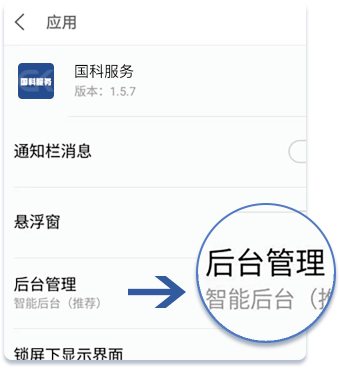 应用
国科服务
国科服务
版本：1.5.7
通知栏消息
悬浮窗
后台管理
智能后台（推荐）
后台管理
智能后台（推
锁屏下显示界面